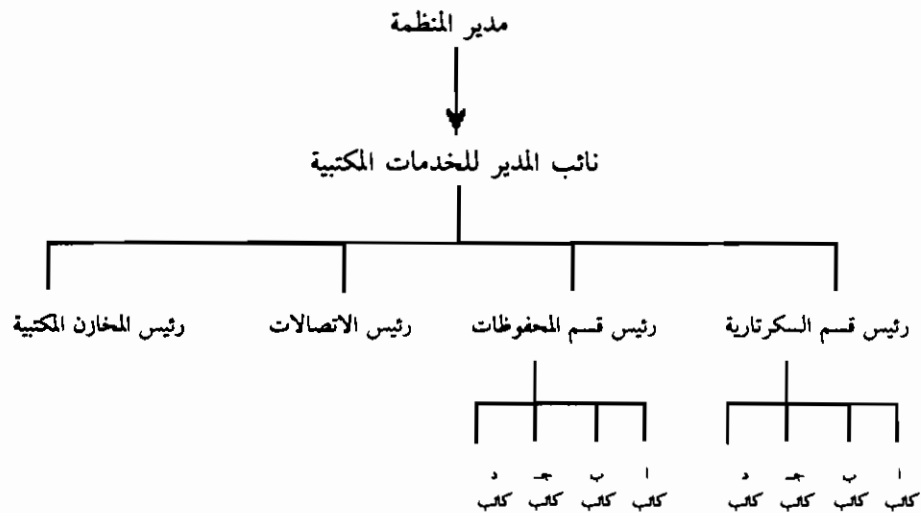 مدير المنظمة
نائب المدير للخدمات المكتبية
رئيس قسم السكرتارية رئيس قسم المحفوظات رئيس الاتصالات رئيس المخازن المكتبية
ا ب جـ د ا ب جـ د
كاتب كاتب كاتب كاتب كاتب كاتب كاتب كاتب